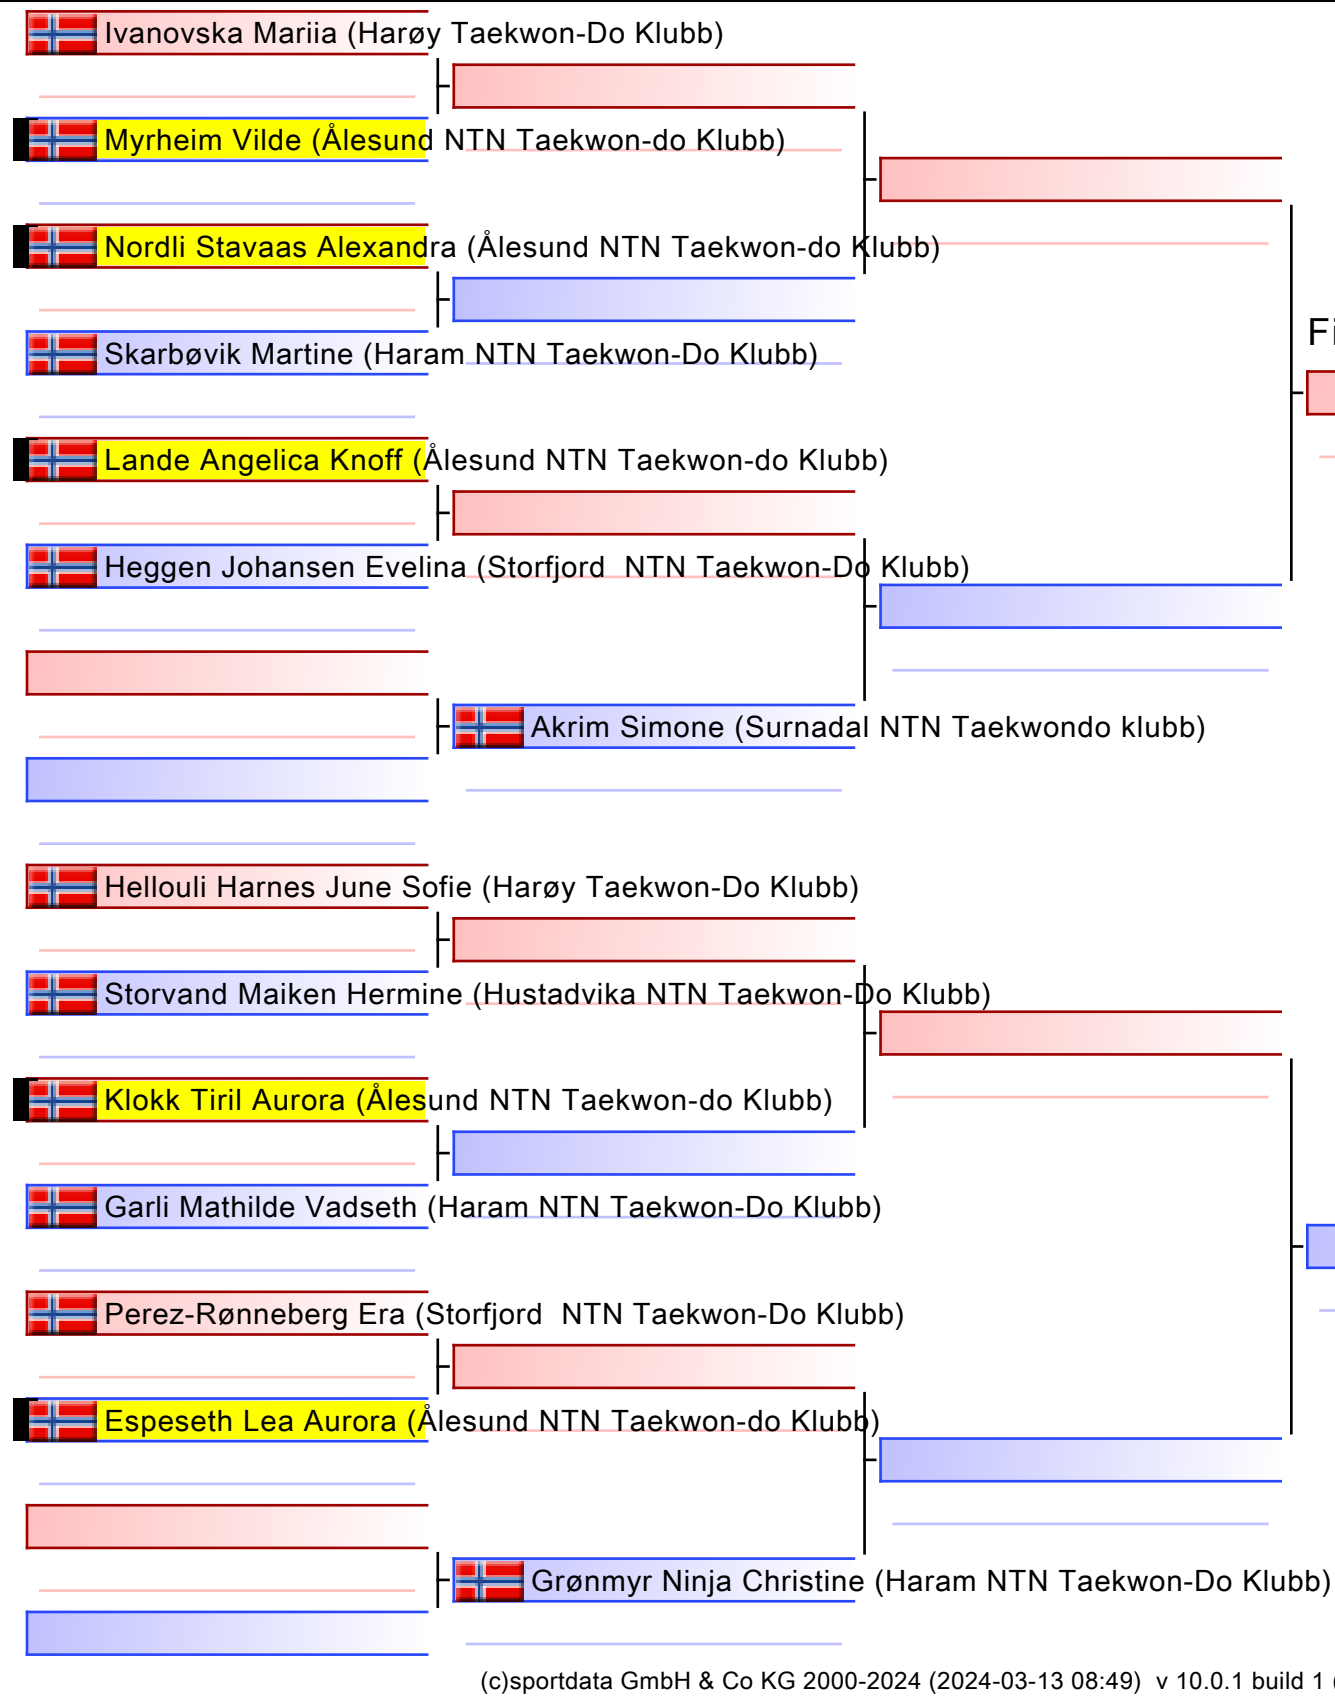 Ivanovska Mariia (Harøy Taekwon-Do Klubb)
Myrheim Vilde (Ålesund NTN Taekwon-do Klubb)
Nordli Stavaas Alexandra (Ålesund NTN Taekwon-do Klubb)
Skarbøvik Martine (Haram NTN Taekwon-Do Klubb)
Lande Angelica Knoff (Ålesund NTN Taekwon-do Klubb)
Heggen Johansen Evelina (Storfjord  NTN Taekwon-Do Klubb)
Akrim Simone (Surnadal NTN Taekwondo klubb)
Hellouli Harnes June Sofie (Harøy Taekwon-Do Klubb)
Storvand Maiken Hermine (Hustadvika NTN Taekwon-Do Klubb)
Klokk Tiril Aurora (Ålesund NTN Taekwon-do Klubb)
Garli Mathilde Vadseth (Haram NTN Taekwon-Do Klubb)
Perez-Rønneberg Era (Storfjord  NTN Taekwon-Do Klubb)
Espeseth Lea Aurora (Ålesund NTN Taekwon-do Klubb)
Grønmyr Ninja Christine (Haram NTN Taekwon-Do Klubb)
(c)sportdata GmbH & Co KG 2000-2024 (2024-03-13 08:49)  v 10.0.1 build 1